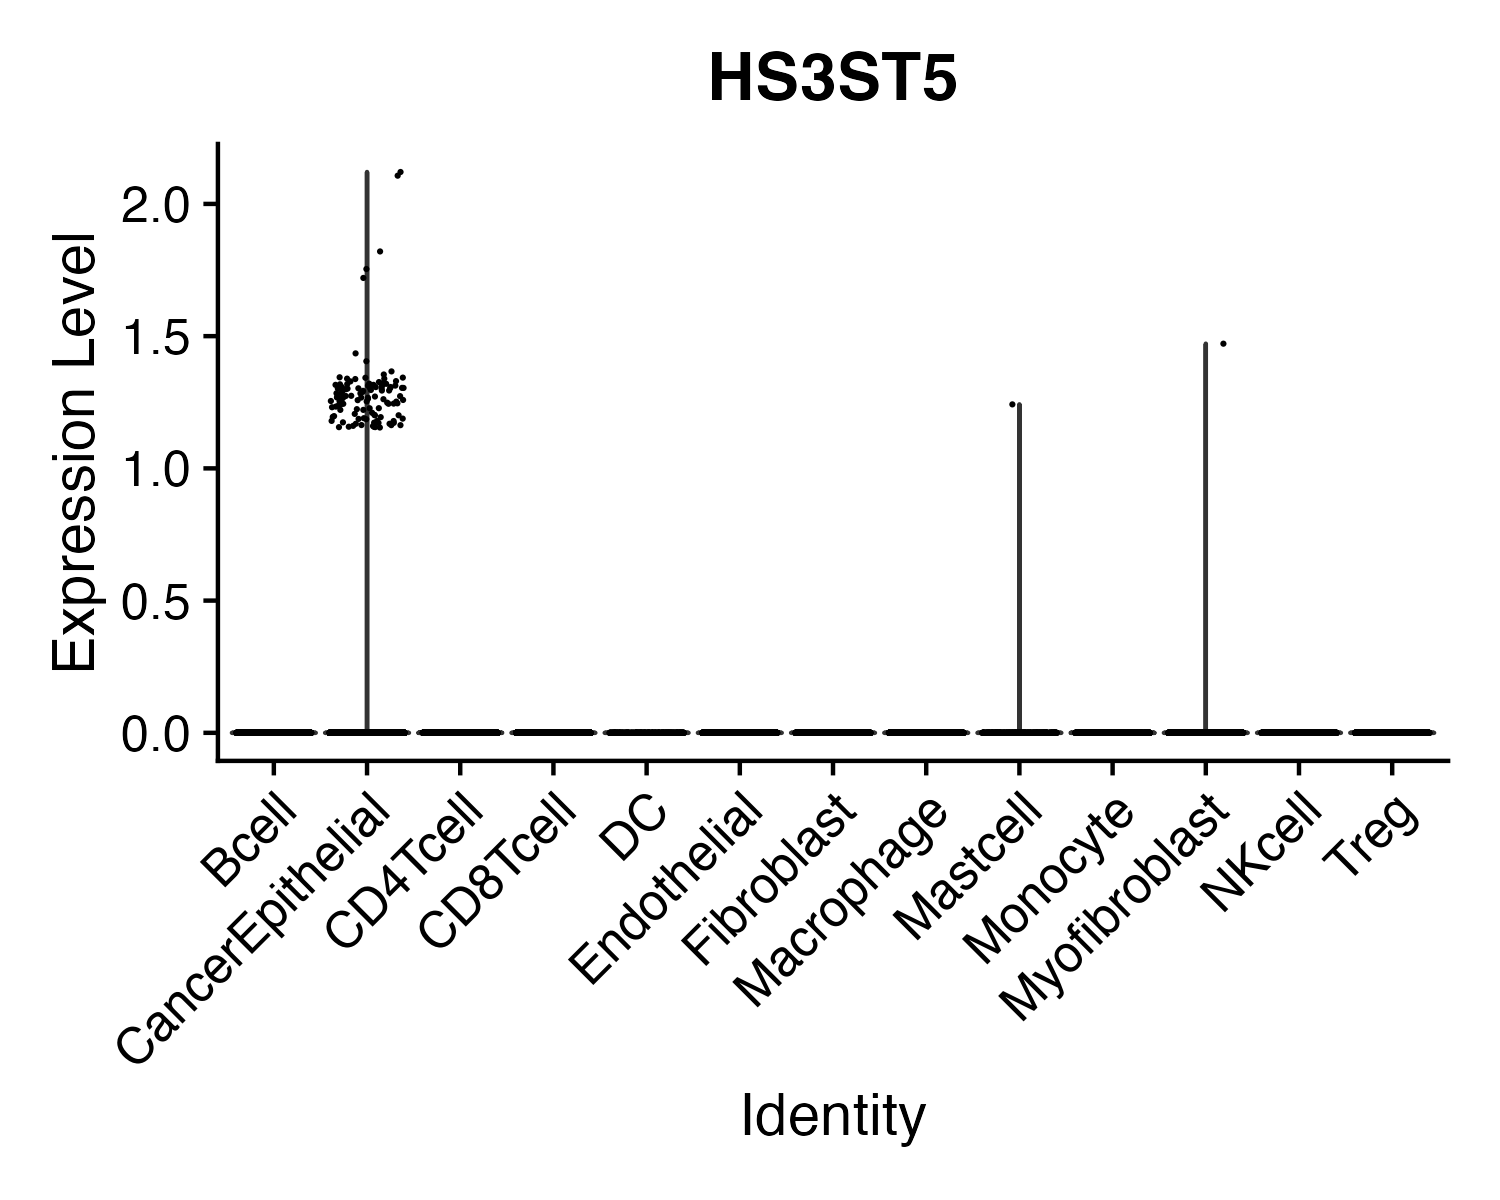 HS3ST5
Expression Level
2.0
1.5
1.0
0.5
0.0
Bcell
CancerEpithelial
CD4Tcell
CD8Tcell
DC
Endothelial
Fibroblast
Macrophage
Mastcell
Monocyte
Myofibroblast
NKcell
Treg
Identity